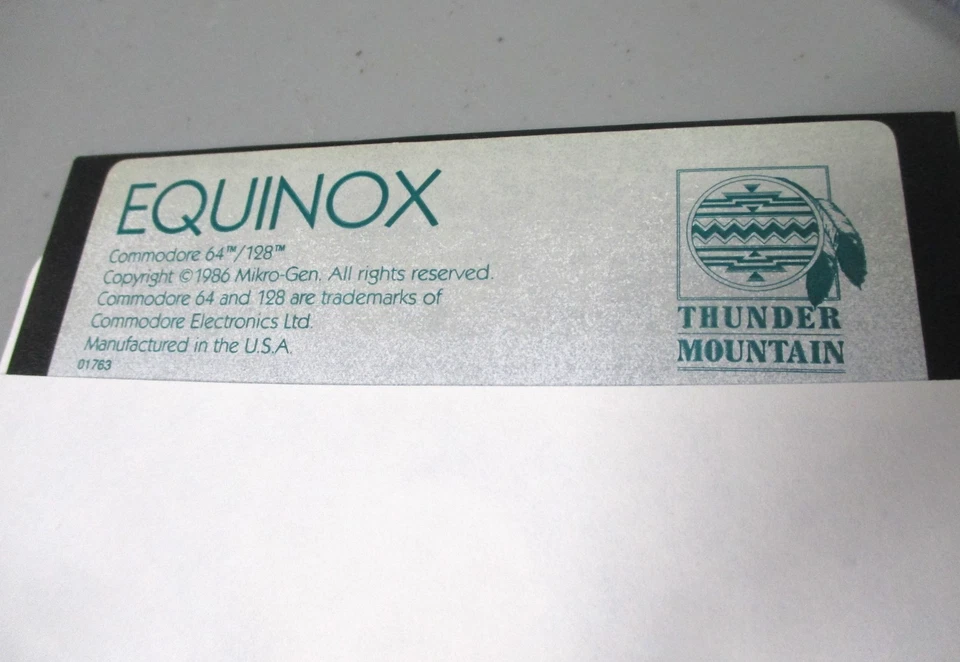 EQUINOX
Commodore 64™/128™
Copyright ©1986 Mikro-Gen. All rights reserved.
Commodore 64 and 128 are trademarks of
Commodore Electronics Ltd.
Manufactured in the U.S.A.
01763
THUNDER
MOUNTAIN